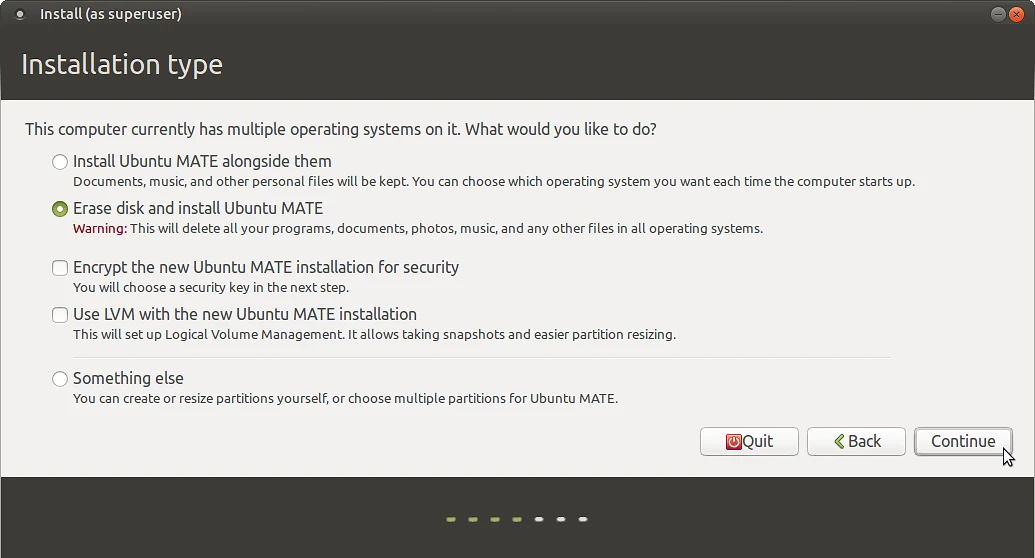 Install (as superuser)
Installation type
This computer currently has multiple operating systems on it. What would you like to do?
Install Ubuntu MATE alongside them
Documents, music, and other personal files will be kept. You can choose which operating system you want each time the computer starts up.
Erase disk and install Ubuntu MATE
Warning: This will delete all your programs, documents, photos, music, and any other files in all operating systems.
Encrypt the new Ubuntu MATE installation for security
You will choose a security key in the next step.
Use LVM with the new Ubuntu MATE installation
This will set up Logical Volume Management. It allows taking snapshots and easier partition resizing.
Something else
You can create or resize partitions yourself, or choose multiple partitions for Ubuntu MATE.
Quit Back Continue